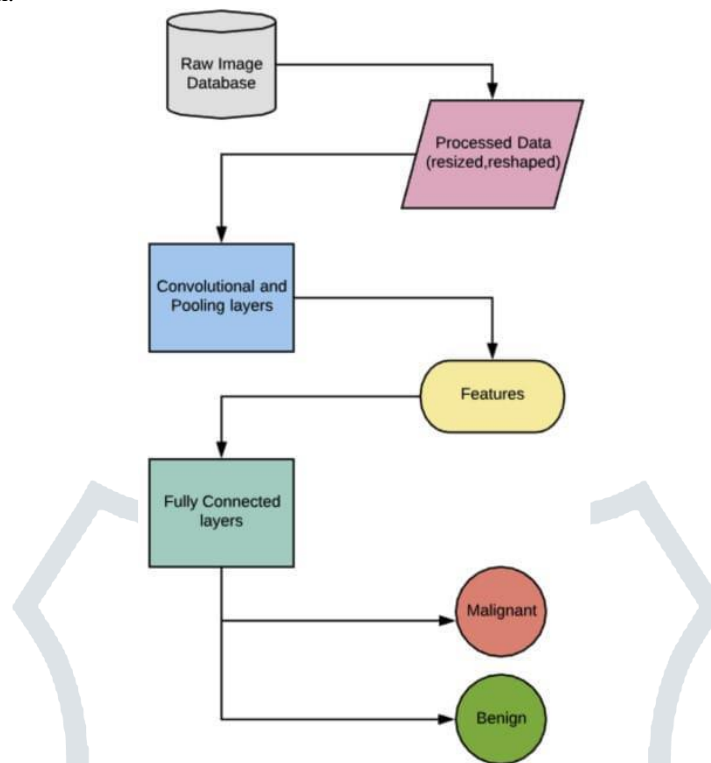 Raw Image
Database
Processed Data
(resized,reshaped)
Convolutional and
Pooling layers
Features
Fully Connected
layers
Malignant
Benign